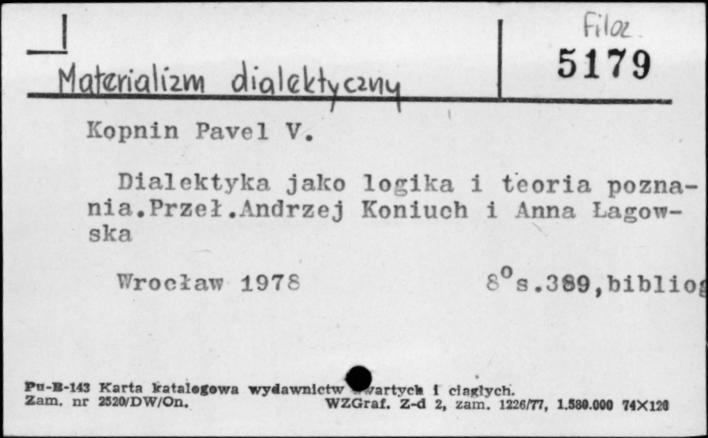 Filoz.
5179
Materializm dialektyczny
Kopnin Pavel V.
Dialektyka jako logika i teoria pozna-
nia.Przeł.Andrzej Koniuch i Anna Łagow-
ska
Wrocław 1978 8⁰s.389,bibliog
Pu-B-143 Karta katalogowa wydawnictw zwartych i ciągłych.
Zam. nr 2520/DW/On. WZGraf. Z-d 2, zam. 1226/77, 1.580.000 74X120